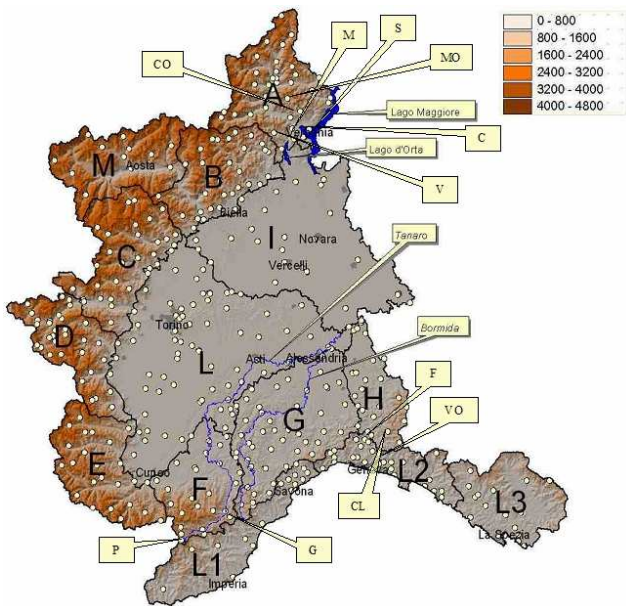 0 - 800
800 - 1600
1600 - 2400
2400 - 3200
3200 - 4000
4000 - 4800
M
S
CO
MO
A
Lago Maggiore
C
Lago d'Orta
V
M
Aosta
B
Biella
I
Novara
Vercelli
Tanaro
C
D
Torino
L
Asti
Alessandria
Bormida
H
F
G
VO
E
Cuneo
F
Savona
L2
L3
CL
La Spezia
P
G
L1
Imperia